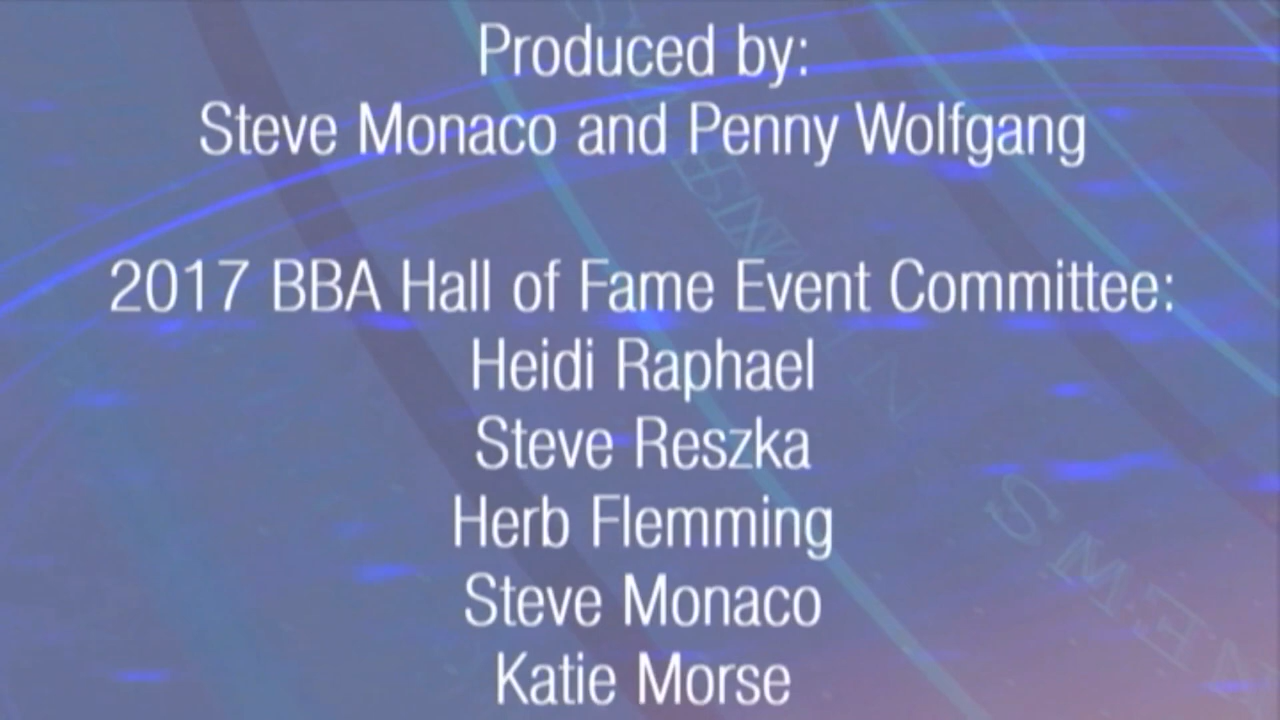 Produced by:
Steve Monaco and Penny Wolfgang
2017 BBA Hall of Fame Event Committee:
Heidi Raphael
Steve Reszka
Herb Flemming
Steve Monaco
Katie Morse